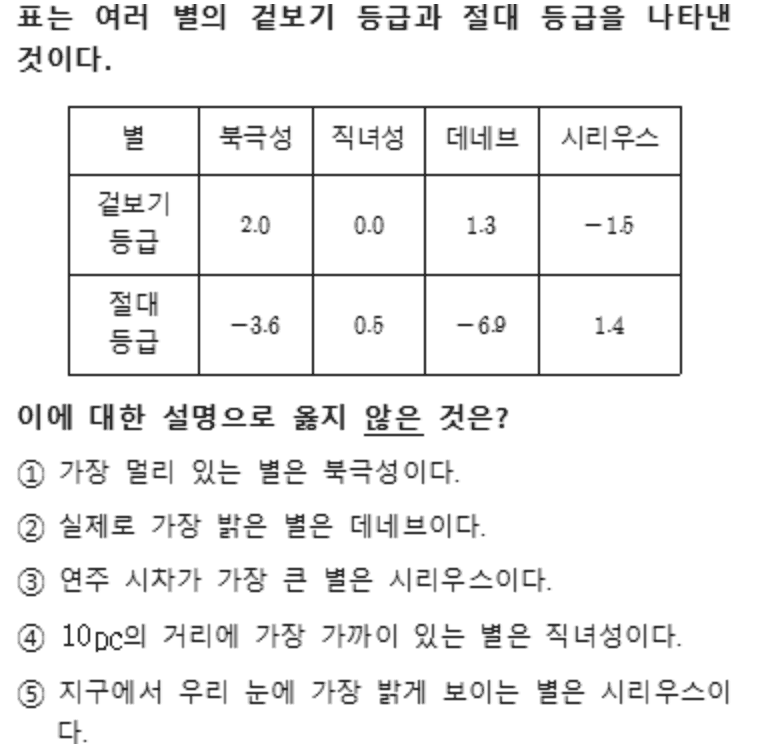 표는 여러 별의 겉보기 등급과 절대 등급을 나타낸
것이다.
별 북극성 직녀성 데네브 시리우스
겉보기 등급 2.0 0.0 1.3 -1.5
절대 등급 -3.6 0.5 -6.9 1.4
이에 대한 설명으로 옳지 않은 것은?
① 가장 멀리 있는 별은 북극성이다.
② 실제로 가장 밝은 별은 데네브이다.
③ 연주 시차가 가장 큰 별은 시리우스이다.
④ 10pc의 거리에 가장 가까이 있는 별은 직녀성이다.
⑤ 지구에서 우리 눈에 가장 밝게 보이는 별은 시리우스이
다.